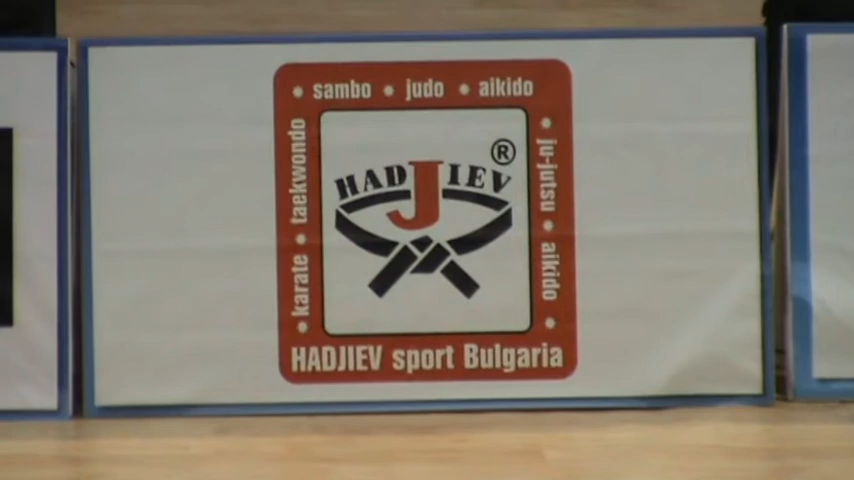 sambo • judo • aikido
karate • taekwondo
ju-jutsu • aikido
HADJIEV ®
HADJIEV sport Bulgaria